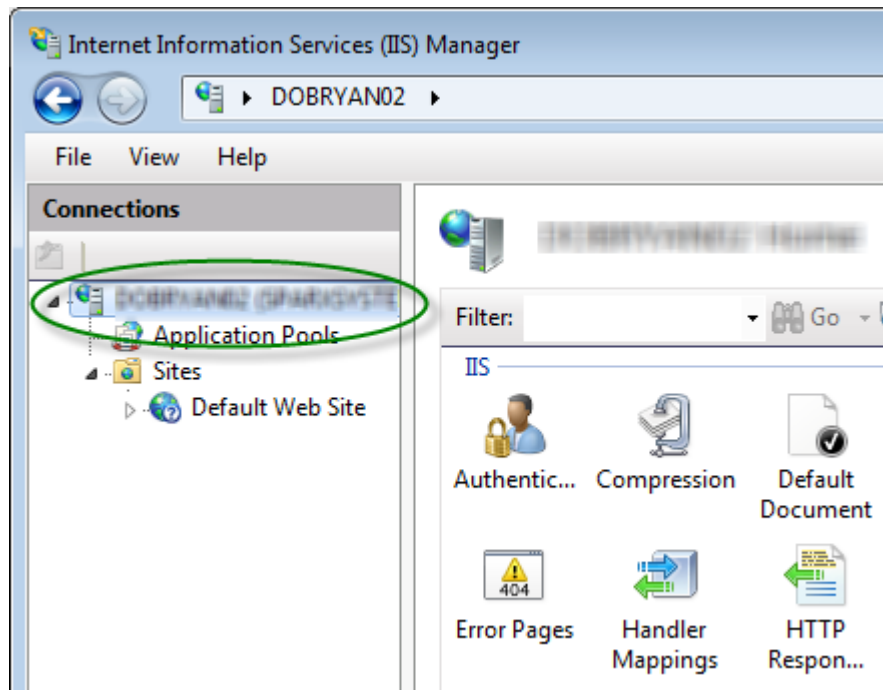 Internet Information Services (IIS) Manager
DOBRYAN02
File View Help
Connections
Application Pools
Sites
Default Web Site
Filter:
Go
IIS
Authentic...
Compression
Default
Document
Error Pages
404
Handler
Mappings
HTTP
Respon...